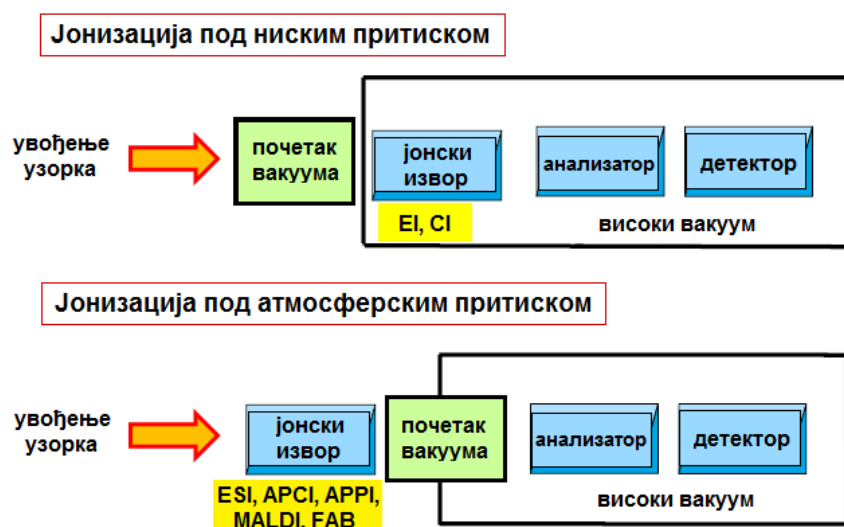 Јонизација под ниским притиском
увођење
узорка
почетак
вакуума
јонски
извор
анализатор
детектор
EI, CI
високи вакуум
Јонизација под атмосферским притиском
увођење
узорка
јонски
извор
почетак
вакуума
анализатор
детектор
ESI, APCI, APPI,
MALDI, FAB
високи вакуум